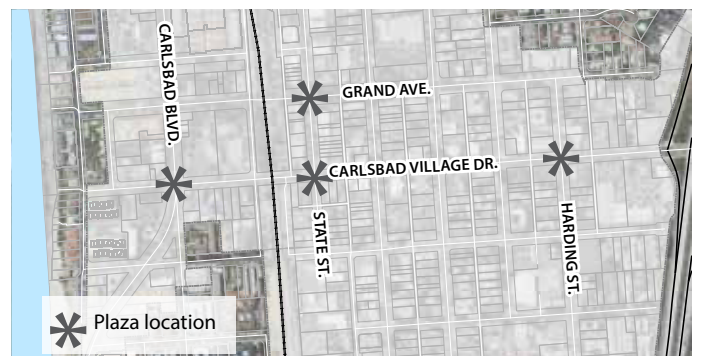 CARLSBAD BLVD.
GRAND AVE.
CARLSBAD VILLAGE DR.
STATE ST.
HARDING ST.
Plaza location